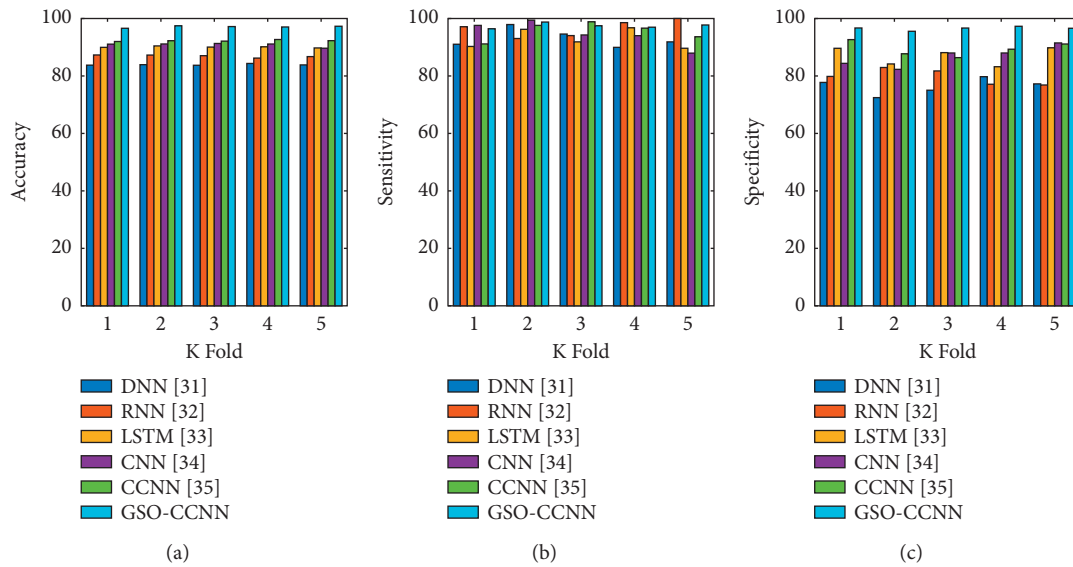 100
80
60
40
20
0
Accuracy
1 2 3 4 5
K Fold
DNN [31]
RNN [32]
LSTM [33]
CNN [34]
CCNN [35]
GSO-CCNN
(a)
100
80
60
40
20
0
Sensitivity
1 2 3 4 5
K Fold
DNN [31]
RNN [32]
LSTM [33]
CNN [34]
CCNN [35]
GSO-CCNN
(b)
100
80
60
40
20
0
Specificity
1 2 3 4 5
K Fold
DNN [31]
RNN [32]
LSTM [33]
CNN [34]
CCNN [35]
GSO-CCNN
(c)